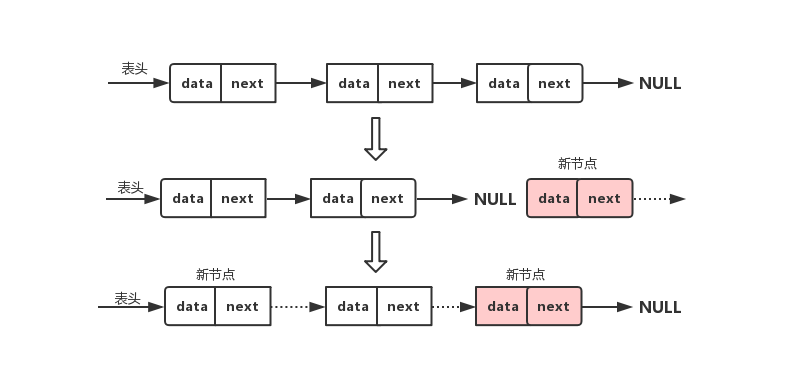 表头
data next data next data next NULL
新节点
表头
data next data next NULL data next
新节点 新节点
表头
data next data next data next NULL